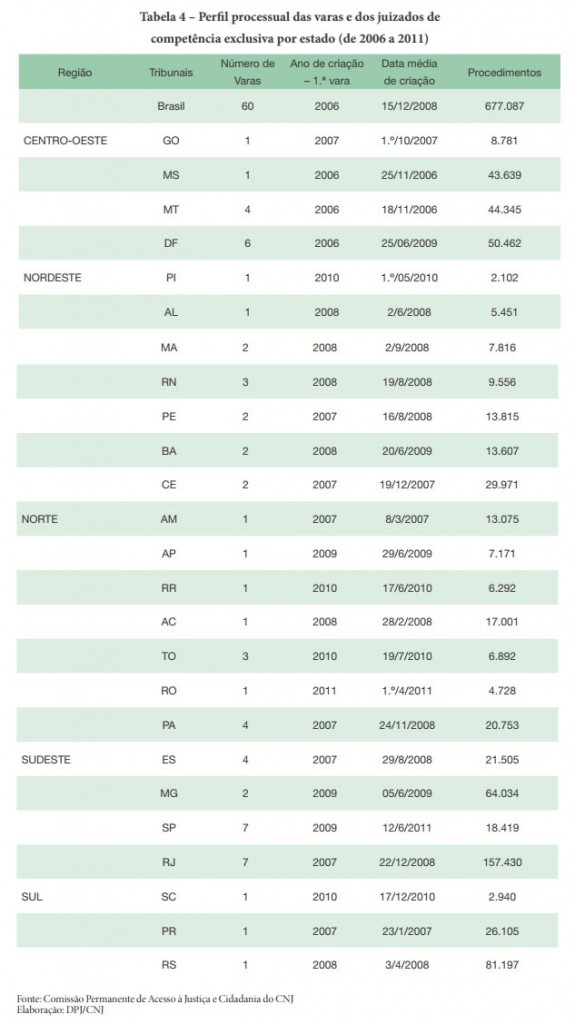 Tabela 4 – Perfil processual das varas e dos juizados de
competência exclusiva por estado (de 2006 a 2011)
Região Tribunais Número de Varas Ano de criação – 1.ª vara Data média de criação Procedimentos
Brasil 60 2006 15/12/2008 677.087
CENTRO-OESTE GO 1 2007 1.º/10/2007 8.781
MS 1 2006 25/11/2006 43.639
MT 4 2006 18/11/2006 44.345
DF 6 2006 25/06/2009 50.462
NORDESTE PI 1 2010 1.º/05/2010 2.102
AL 1 2008 2/6/2008 5.451
MA 2 2008 2/9/2008 7.816
RN 3 2008 19/8/2008 9.556
PE 2 2007 16/8/2008 13.815
BA 2 2008 20/6/2009 13.607
CE 2 2007 19/12/2007 29.971
NORTE AM 1 2007 8/3/2007 13.075
AP 1 2009 29/6/2009 7.171
RR 1 2010 17/6/2010 6.292
AC 1 2008 28/2/2008 17.001
TO 3 2010 19/7/2010 6.892
RO 1 2011 1.º/4/2011 4.728
PA 4 2007 24/11/2008 20.753
SUDESTE ES 4 2007 29/8/2008 21.505
MG 2 2009 05/6/2009 64.034
SP 7 2009 12/6/2011 18.419
RJ 7 2007 22/12/2008 157.430
SUL SC 1 2010 17/12/2010 2.940
PR 1 2007 23/1/2007 26.105
RS 1 2008 3/4/2008 81.197
Fonte: Comissão Permanente de Acesso à Justiça e Cidadania do CNJ
Elaboração: DPJ/CNJ